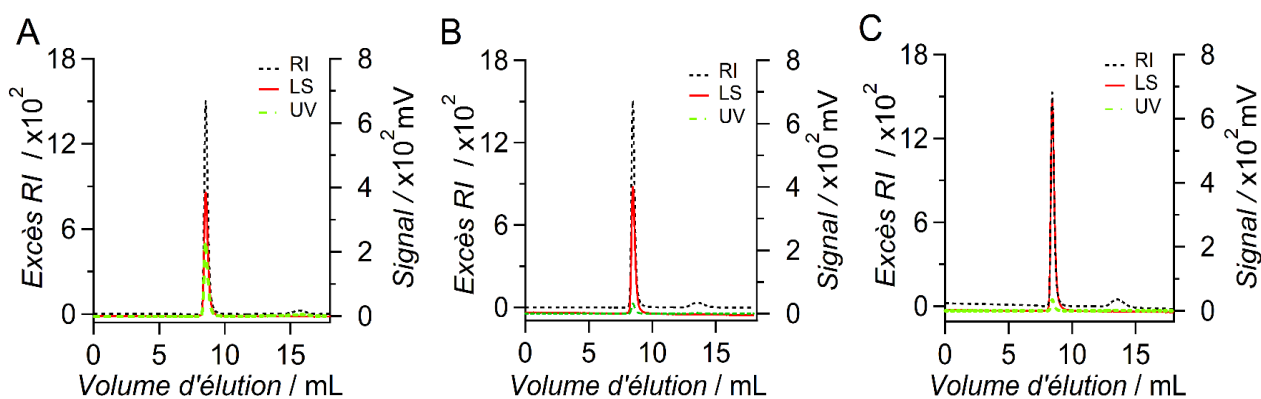 A
18
15
12
9
6
3
0
Excès RI / x10²
RI
LS
UV
8
6
4
2
0
Signal / x10² mV
0 5 10 15
Volume d'élution / mL
B
18
12
6
0
Excès RI / x10²
RI
LS
UV
8
6
4
2
0
Signal / x10² mV
0 5 10 15
Volume d'élution / mL
C
18
12
6
0
Excès RI / x10²
RI
LS
UV
8
6
4
2
0
Signal / x10² mV
0 5 10 15
Volume d'élution / mL